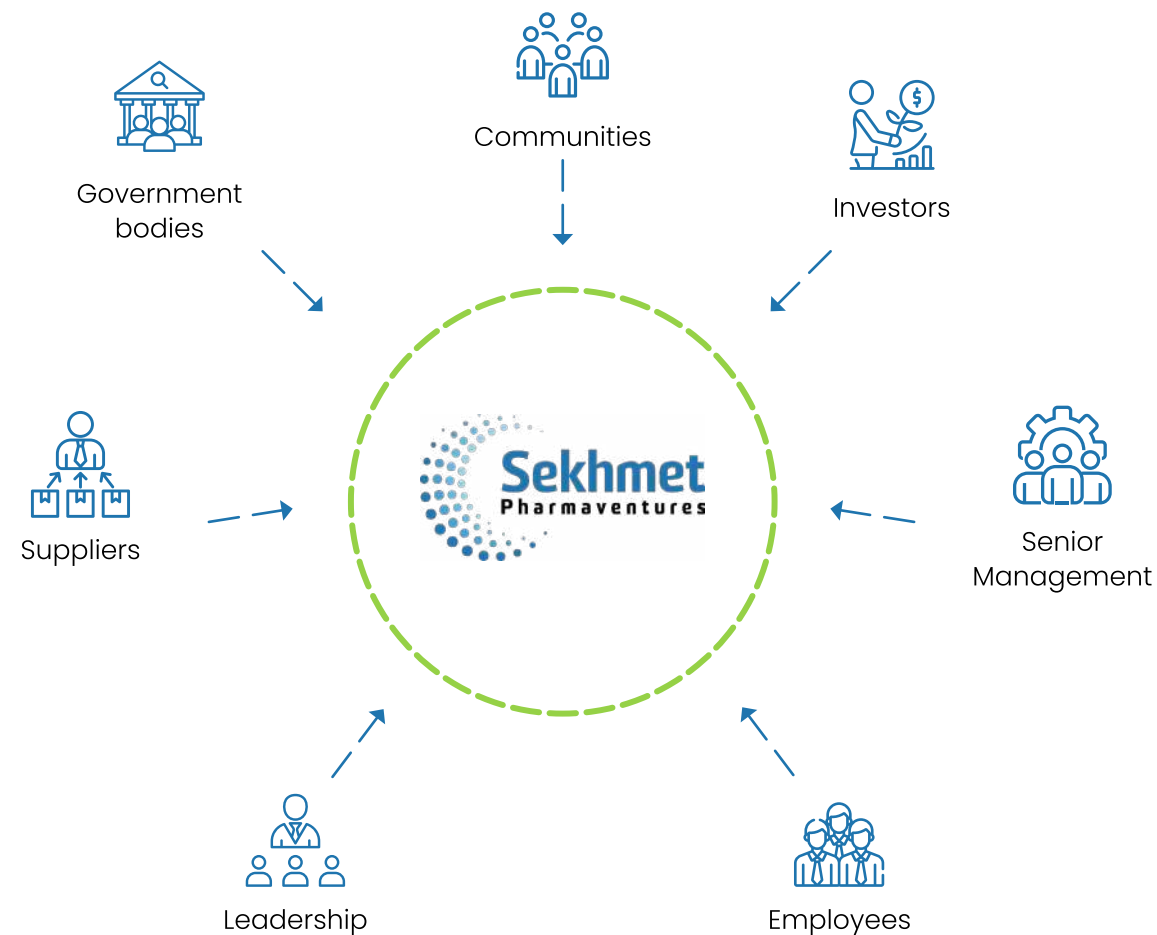 Communities
Government
bodies
Investors
Sekhmet
Pharmaventures
Suppliers
Senior
Management
Leadership
Employees